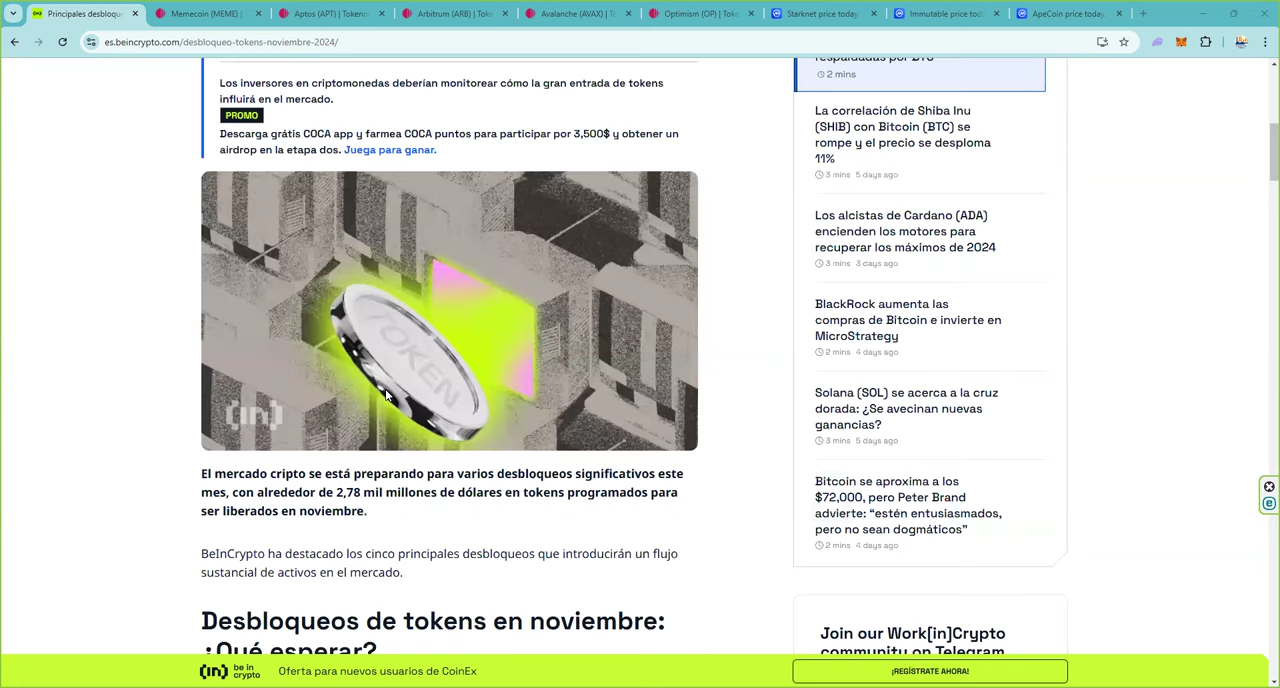 Principales desbloqu
Memecoin (MEME) |
Aptos (APT) | Tokeno
Arbitrum (ARB) | Toke
Avalanche (AVAX) | T
Optimism (OP) | Toke
Starknet price today,
Immutable price tod
ApeCoin price today,
es.beincrypto.com/desbloqueo-tokens-noviembre-2024/
Los inversores en criptomonedas deberían monitorear cómo la gran entrada de tokens
influirá en el mercado.
PROMO
Descarga grátis COCA app y farmea COCA puntos para participar por 3,500$ y obtener un
airdrop en la etapa dos. Juega para ganar.
TOKEN
(in)
El mercado cripto se está preparando para varios desbloqueos significativos este
mes, con alrededor de 2,78 mil millones de dólares en tokens programados para
ser liberados en noviembre.
BeInCrypto ha destacado los cinco principales desbloqueos que introducirán un flujo
sustancial de activos en el mercado.
Desbloqueos de tokens en noviembre:
¿Qué esperar?
respaldadas por BTC
2 mins
La correlación de Shiba Inu
(SHIB) con Bitcoin (BTC) se
rompe y el precio se desploma
11%
3 mins 5 days ago
Los alcistas de Cardano (ADA)
encienden los motores para
recuperar los máximos de 2024
3 mins 3 days ago
BlackRock aumenta las
compras de Bitcoin e invierte en
MicroStrategy
2 mins 4 days ago
Solana (SOL) se acerca a la cruz
dorada: ¿Se avecinan nuevas
ganancias?
3 mins 5 days ago
Bitcoin se aproxima a los
$72,000, pero Peter Brand
advierte: “estén entusiasmados,
pero no sean dogmáticos”
2 mins 4 days ago
Join our Work[in]Crypto
community on Telegram
(in) be in
crypto
Oferta para nuevos usuarios de CoinEx
¡REGÍSTRATE AHORA!